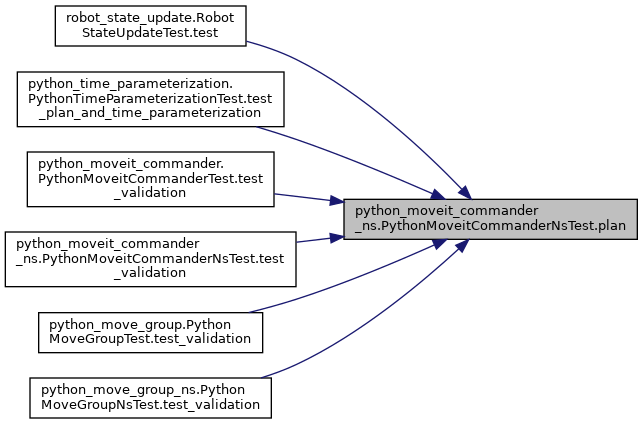 robot_state_update.Robot
StateUpdateTest.test
python_time_parameterization.
PythonTimeParameterizationTest.test
_plan_and_time_parameterization
python_moveit_commander.
PythonMoveitCommanderTest.test
_validation
python_moveit_commander
_ns.PythonMoveitCommanderNsTest.plan
python_moveit_commander
_ns.PythonMoveitCommanderNsTest.test
_validation
python_move_group.Python
MoveGroupTest.test_validation
python_move_group_ns.Python
MoveGroupNsTest.test_validation